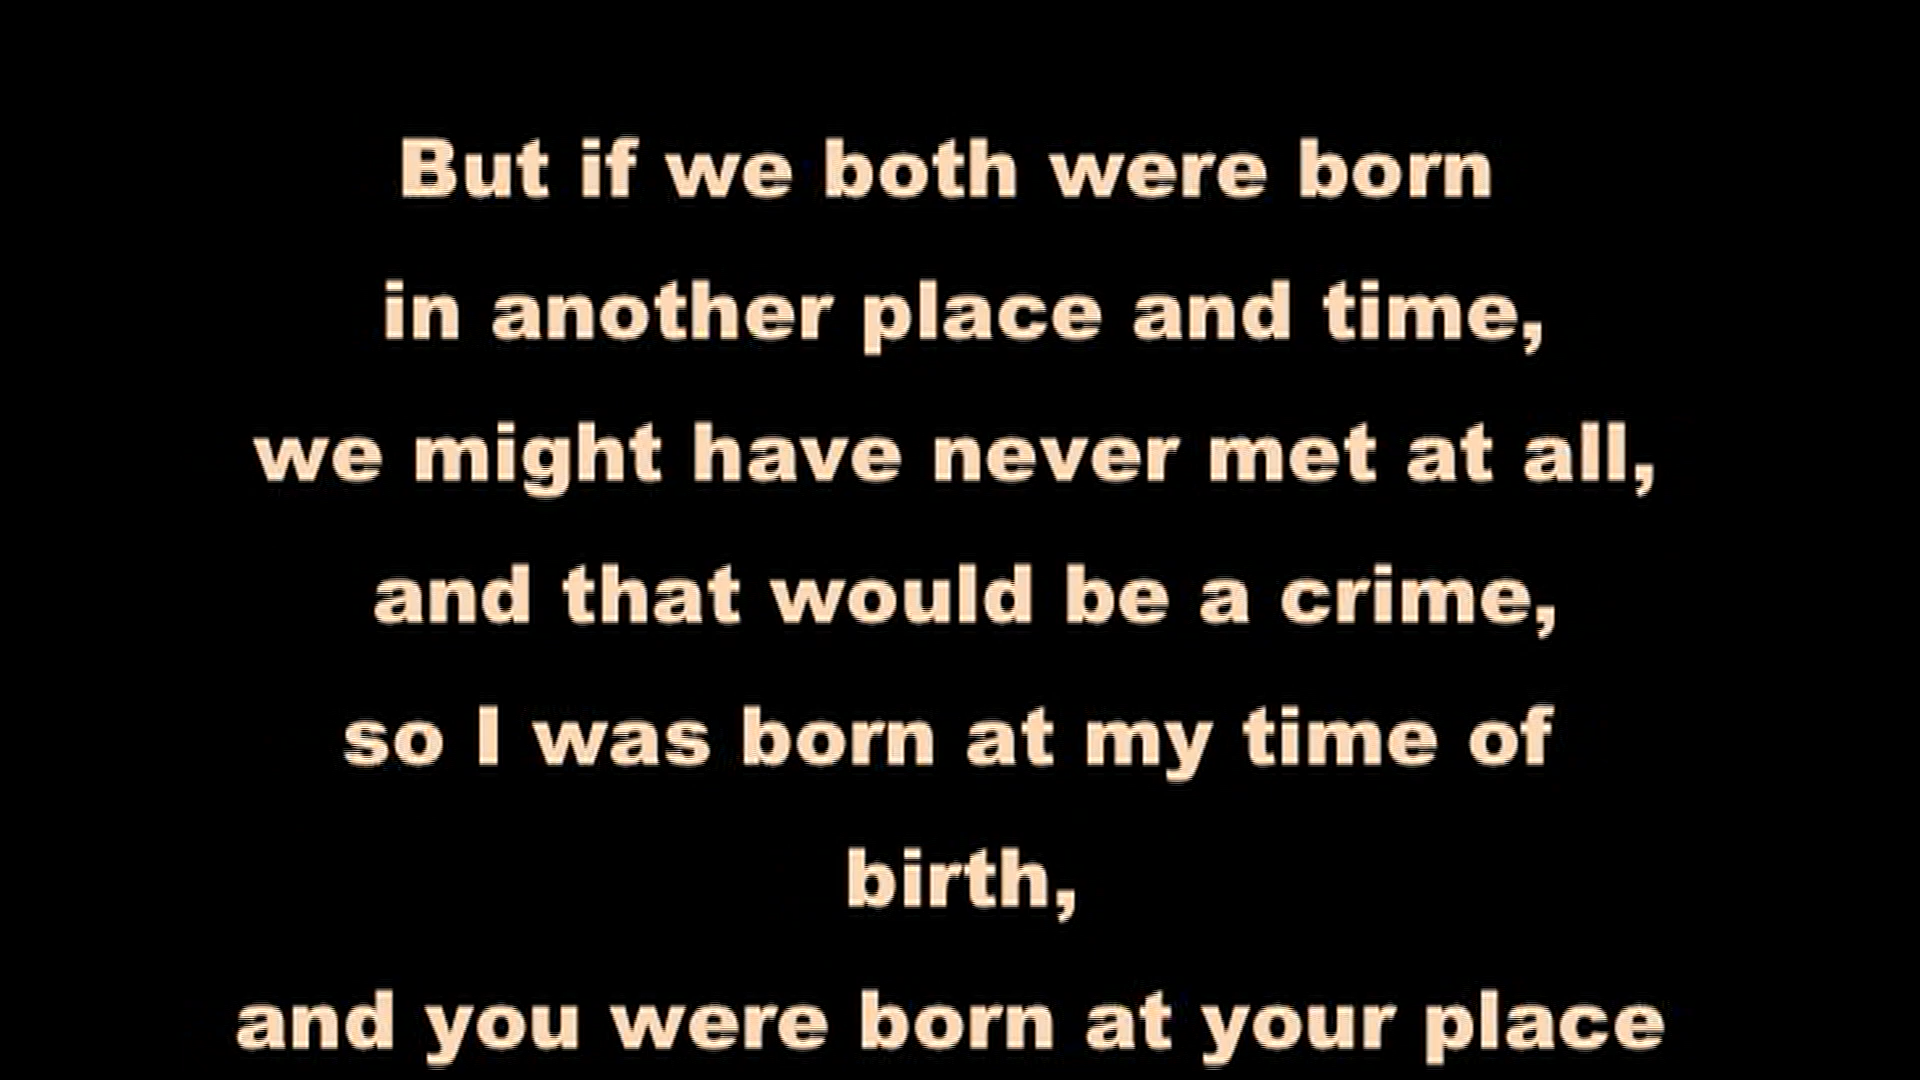 But if we both were born
in another place and time,
we might have never met at all,
and that would be a crime,
so I was born at my time of
birth,
and you were born at your place